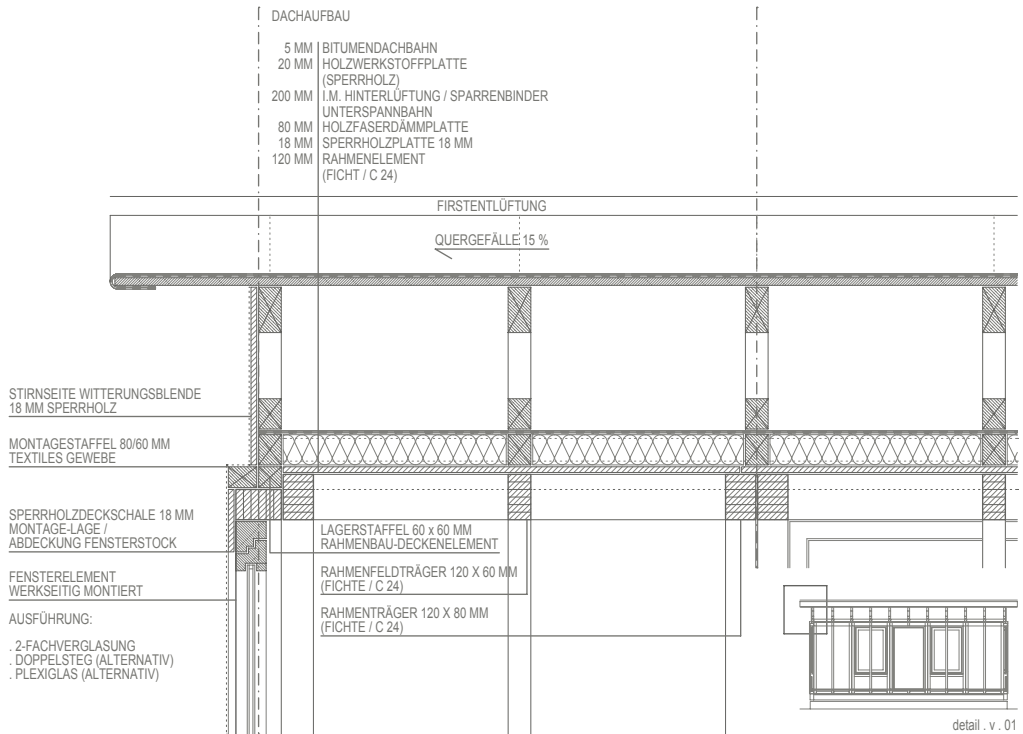 DACHAUFBAU
5 MM BITUMENDACHBAHN
20 MM HOLZWERKSTOFFPLATTE
(SPERRHOLZ)
200 MM I.M. HINTERLÜFTUNG / SPARRENBINDER
UNTERSPANNBAHN
80 MM HOLZFASERDÄMMPLATTE
18 MM SPERRHOLZPLATTE 18 MM
120 MM RAHMENELEMENT
(FICHT / C 24)
FIRSTENTLÜFTUNG
QUERGEFÄLLE 15 %
STIRNSEITE WITTERUNGSBLENDE
18 MM SPERRHOLZ
MONTAGESTAFFEL 80/60 MM
TEXTILES GEWEBE
SPERRHOLZDECKSCHALE 18 MM
MONTAGE-LAGE /
ABDECKUNG FENSTERSTOCK
FENSTERELEMENT
WERKSEITIG MONTIERT
AUSFÜHRUNG:
. 2-FACHVERGLASUNG
. DOPPELSTEG (ALTERNATIV)
. PLEXIGLAS (ALTERNATIV)
LAGERSTAFFEL 60 x 60 MM
RAHMENBAU-DECKENELEMENT
RAHMENFELDTRÄGER 120 X 60 MM
(FICHTE / C 24)
RAHMENTRÄGER 120 X 80 MM
(FICHTE / C 24)
detail . v . 01